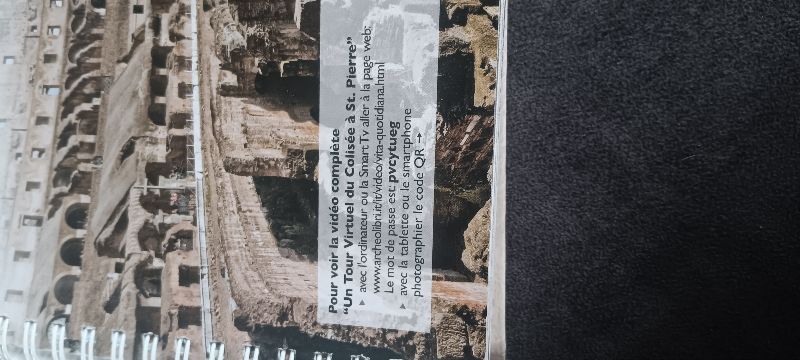 Pour voir la vidéo complète
“Un Tour Virtuel du Colisée à St. Pierre”
► avec l'ordinateur ou la Smart Tv aller à la page web:
www.archeolibri.it/it/video/vita-quotidiana.html
Le mot de passe est: pvcytueg
► avec la tablette ou le smartphone
photographier le code QR →